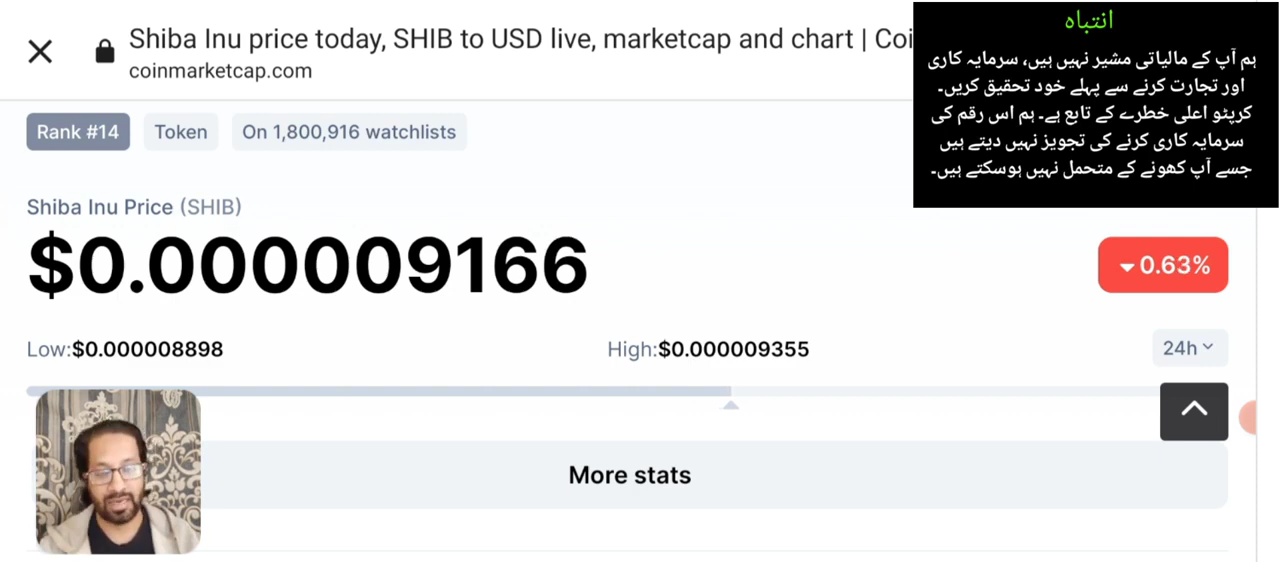 Shiba Inu price today, SHIB to USD live, marketcap and chart | Coi
coinmarketcap.com
انتباہ
ہم آپ کے مالیاتی مشیر نہیں ہیں، سرمایہ کاری
اور تجارت کرنے سے پہلے خود تحقیق کریں۔
کرپٹو اعلی خطرے کے تابع ہے۔ ہم اس رقم کی
سرمایہ کاری کرنے کی تجویز نہیں دیتے ہیں
جسے آپ کھونے کے متحمل نہیں ہوسکتے ہیں۔
Rank #14 Token On 1,800,916 watchlists
Shiba Inu Price (SHIB)
$0.000009166 0.63%
Low:$0.000008898 High:$0.000009355 24h
More stats